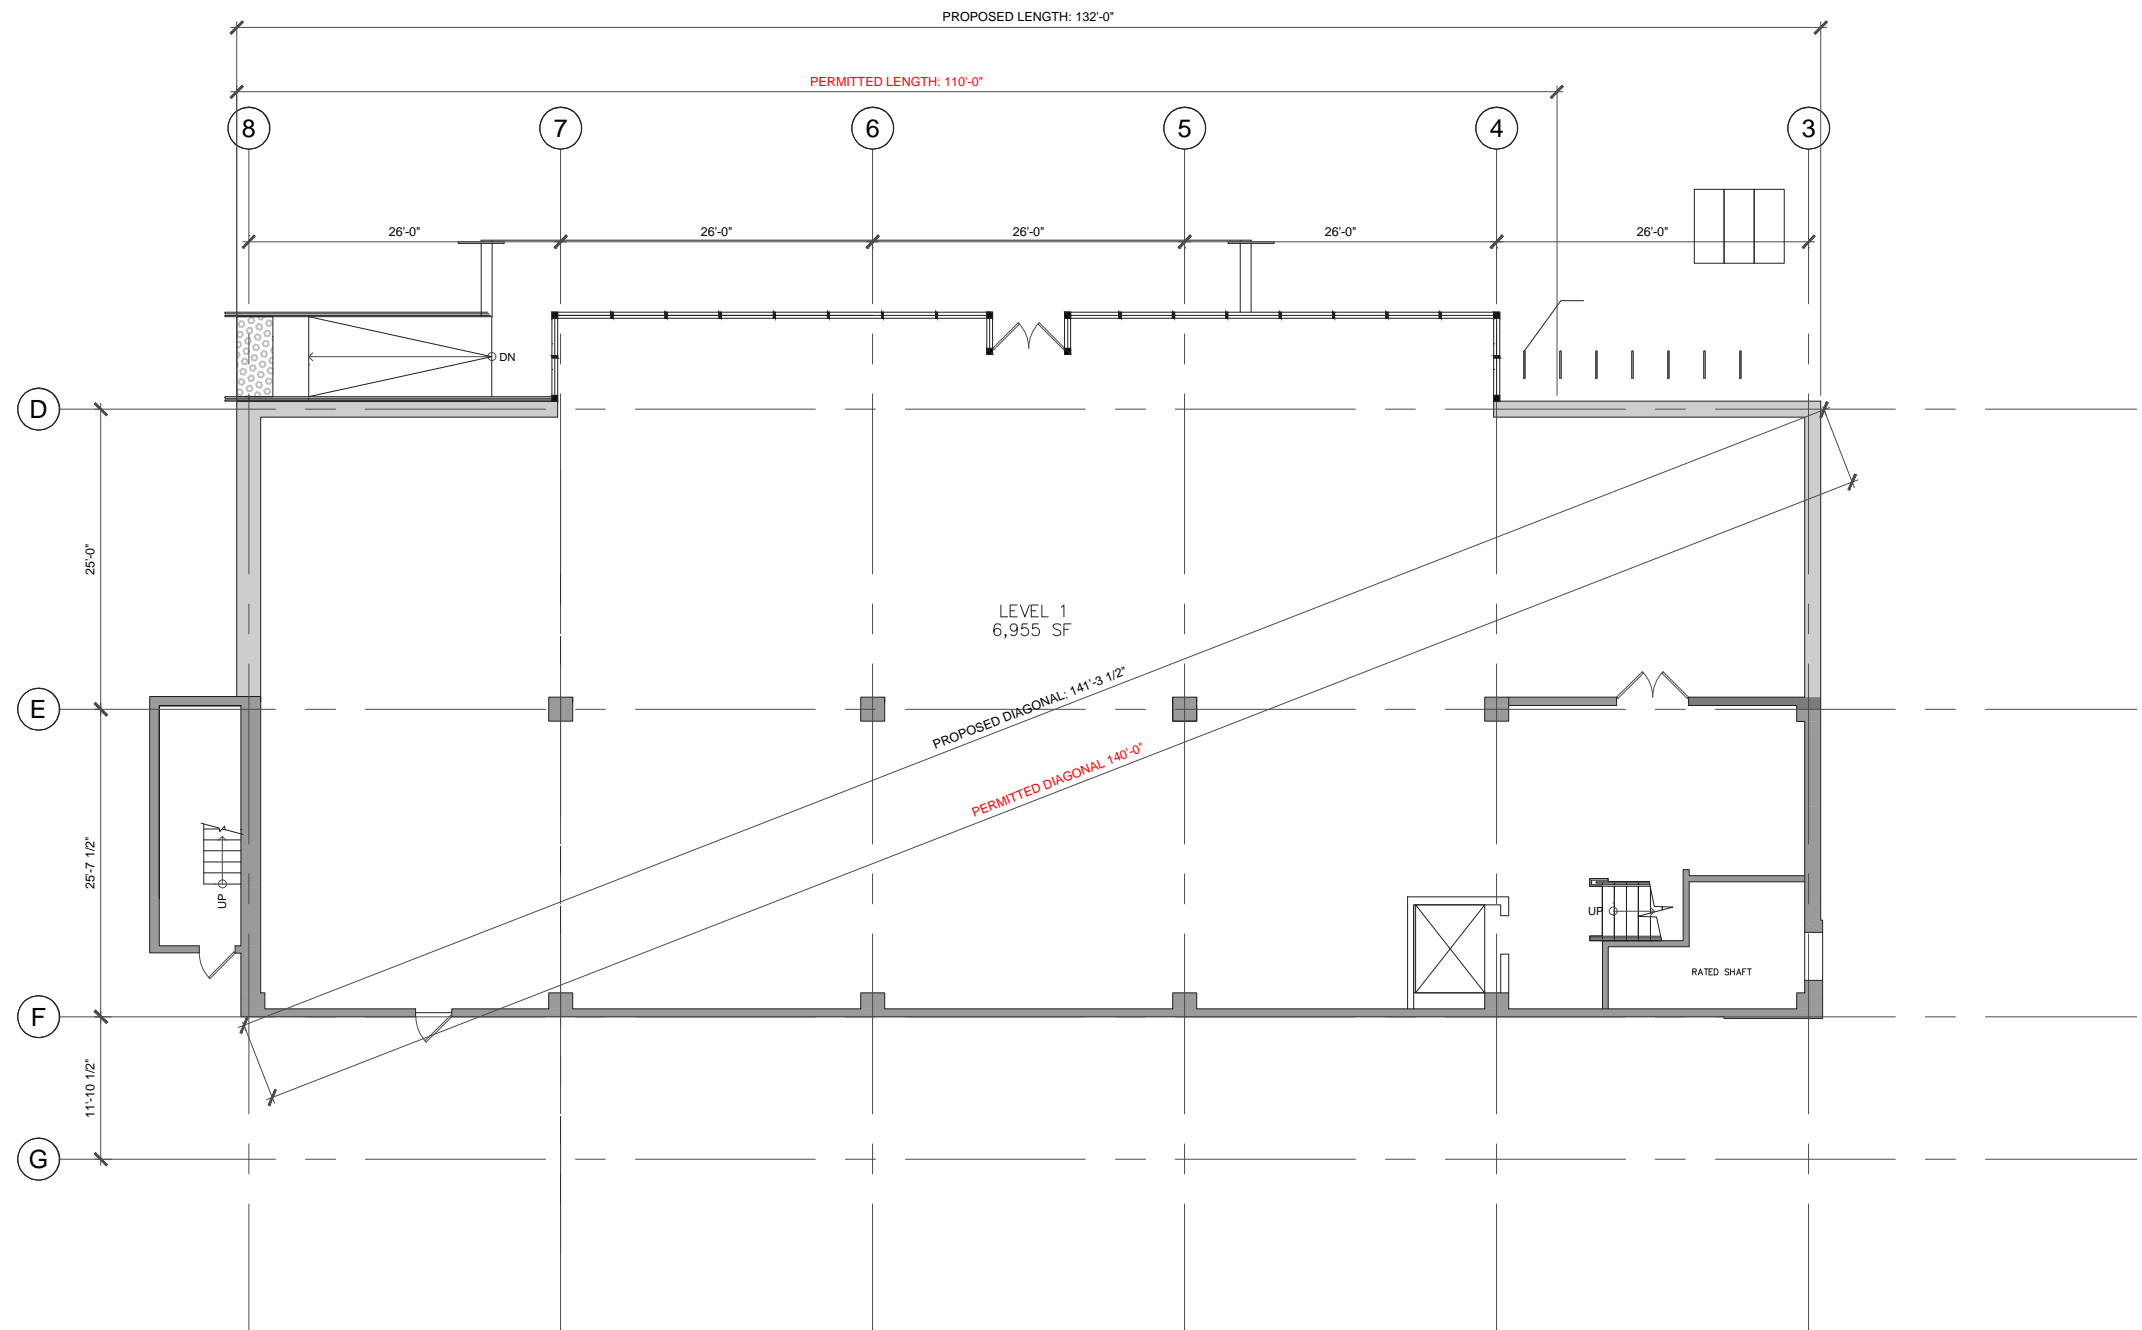 PROPOSED LENGTH: 132'-0"
PERMITTED LENGTH: 110'-0"
8
7
6
5
4
3
26'-0"
26'-0"
26'-0"
26'-0"
26'-0"
DN
D
25'-0"
LEVEL 1
6,955 SF
PROPOSED DIAGONAL: 141'-3 1/2"
E
PERMITTED DIAGONAL 140'-0"
25'-7 1/2"
UP
UP
RATED SHAFT
F
11'-10 1/2"
G